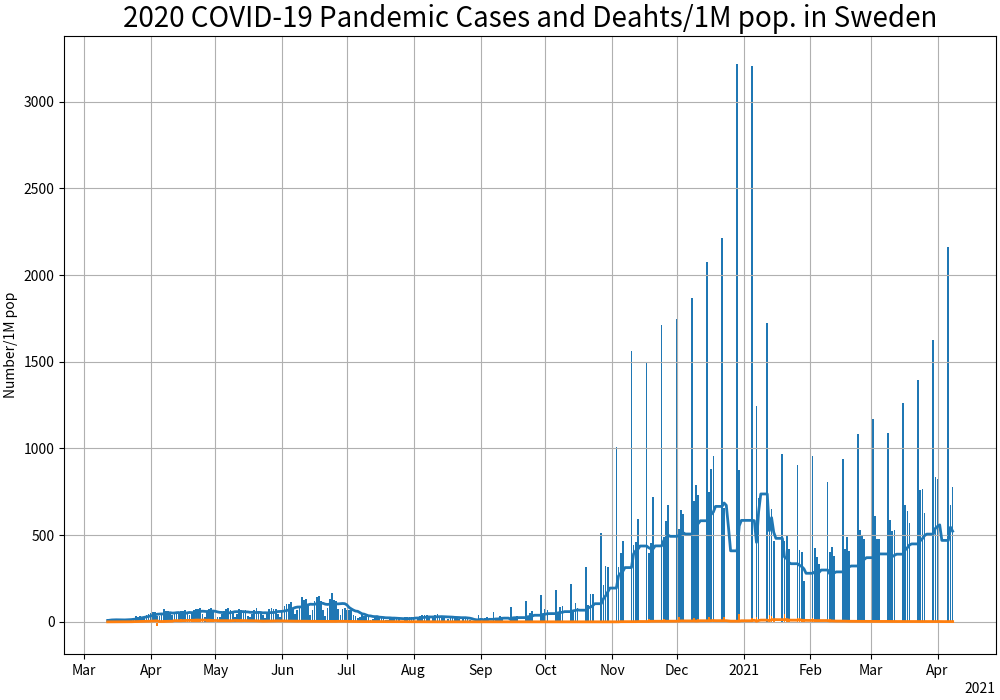 2020 COVID-19 Pandemic Cases and Deahts/1M pop. in Sweden
Number/1M pop
3000
2500
2000
1500
1000
500
0
Mar Apr May Jun Jul Aug Sep Oct Nov Dec 2021 Feb Mar Apr
2021